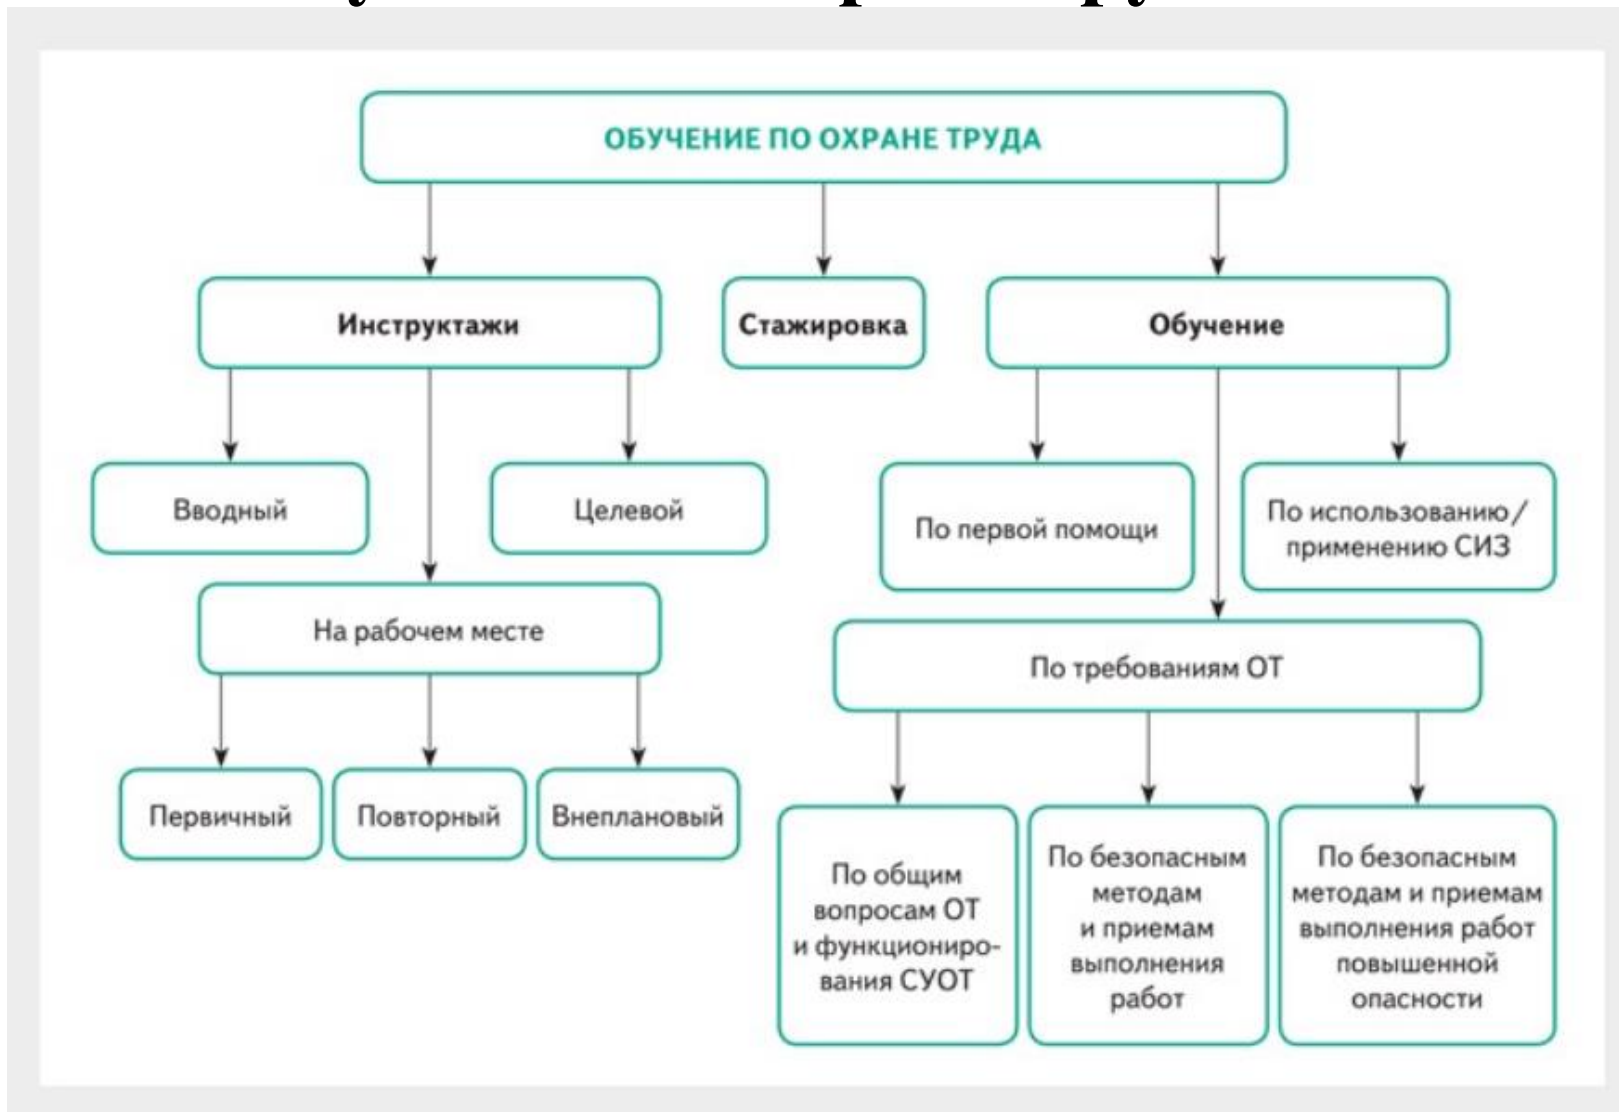 ОБУЧЕНИЕ ПО ОХРАНЕ ТРУДА
Инструктажи
Стажировка
Обучение
Вводный
Целевой
По первой помощи
По использованию/
применению СИЗ
На рабочем месте
По требованиям ОТ
Первичный
Повторный
Внеплановый
По общим
вопросам ОТ
и функциониро-
вания СУОТ
По безопасным
методам
и приемам
выполнения
работ
По безопасным
методам и приемам
выполнения работ
повышенной
опасности